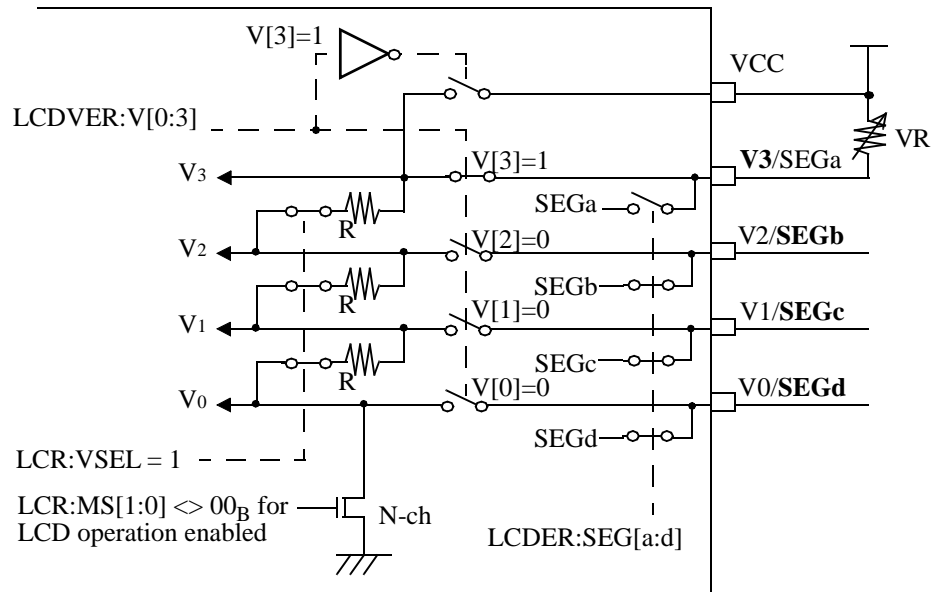 V[3]=1
VCC
LCDVER:V[0:3]
VR
V3
V[3]=1
V3/SEGa
SEGa
R
V2
V[2]=0
V2/SEGb
SEGb
R
V1
V[1]=0
V1/SEGc
SEGc
R
V0
V[0]=0
V0/SEGd
SEGd
LCR:VSEL = 1
LCR:MS[1:0] <> 00B for
LCD operation enabled
N-ch
LCDER:SEG[a:d]